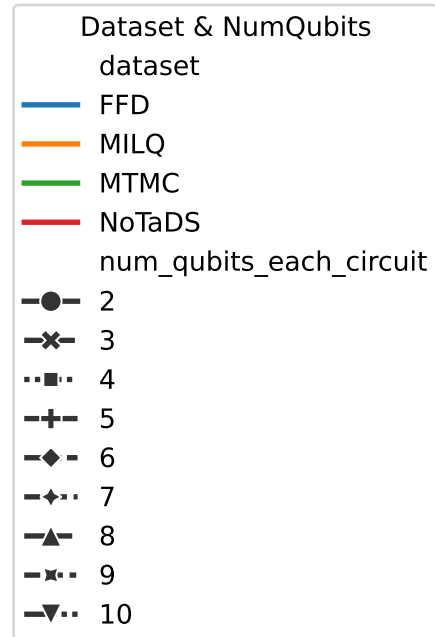 Dataset & NumQubits
dataset
FFD
MILQ
MTMC
NoTaDS
num_qubits_each_circuit
2
3
4
5
6
7
8
9
10